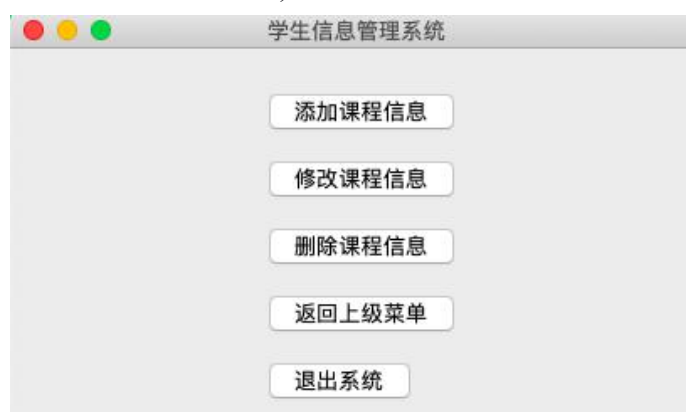 学生信息管理系统
添加课程信息
修改课程信息
删除课程信息
返回上级菜单
退出系统